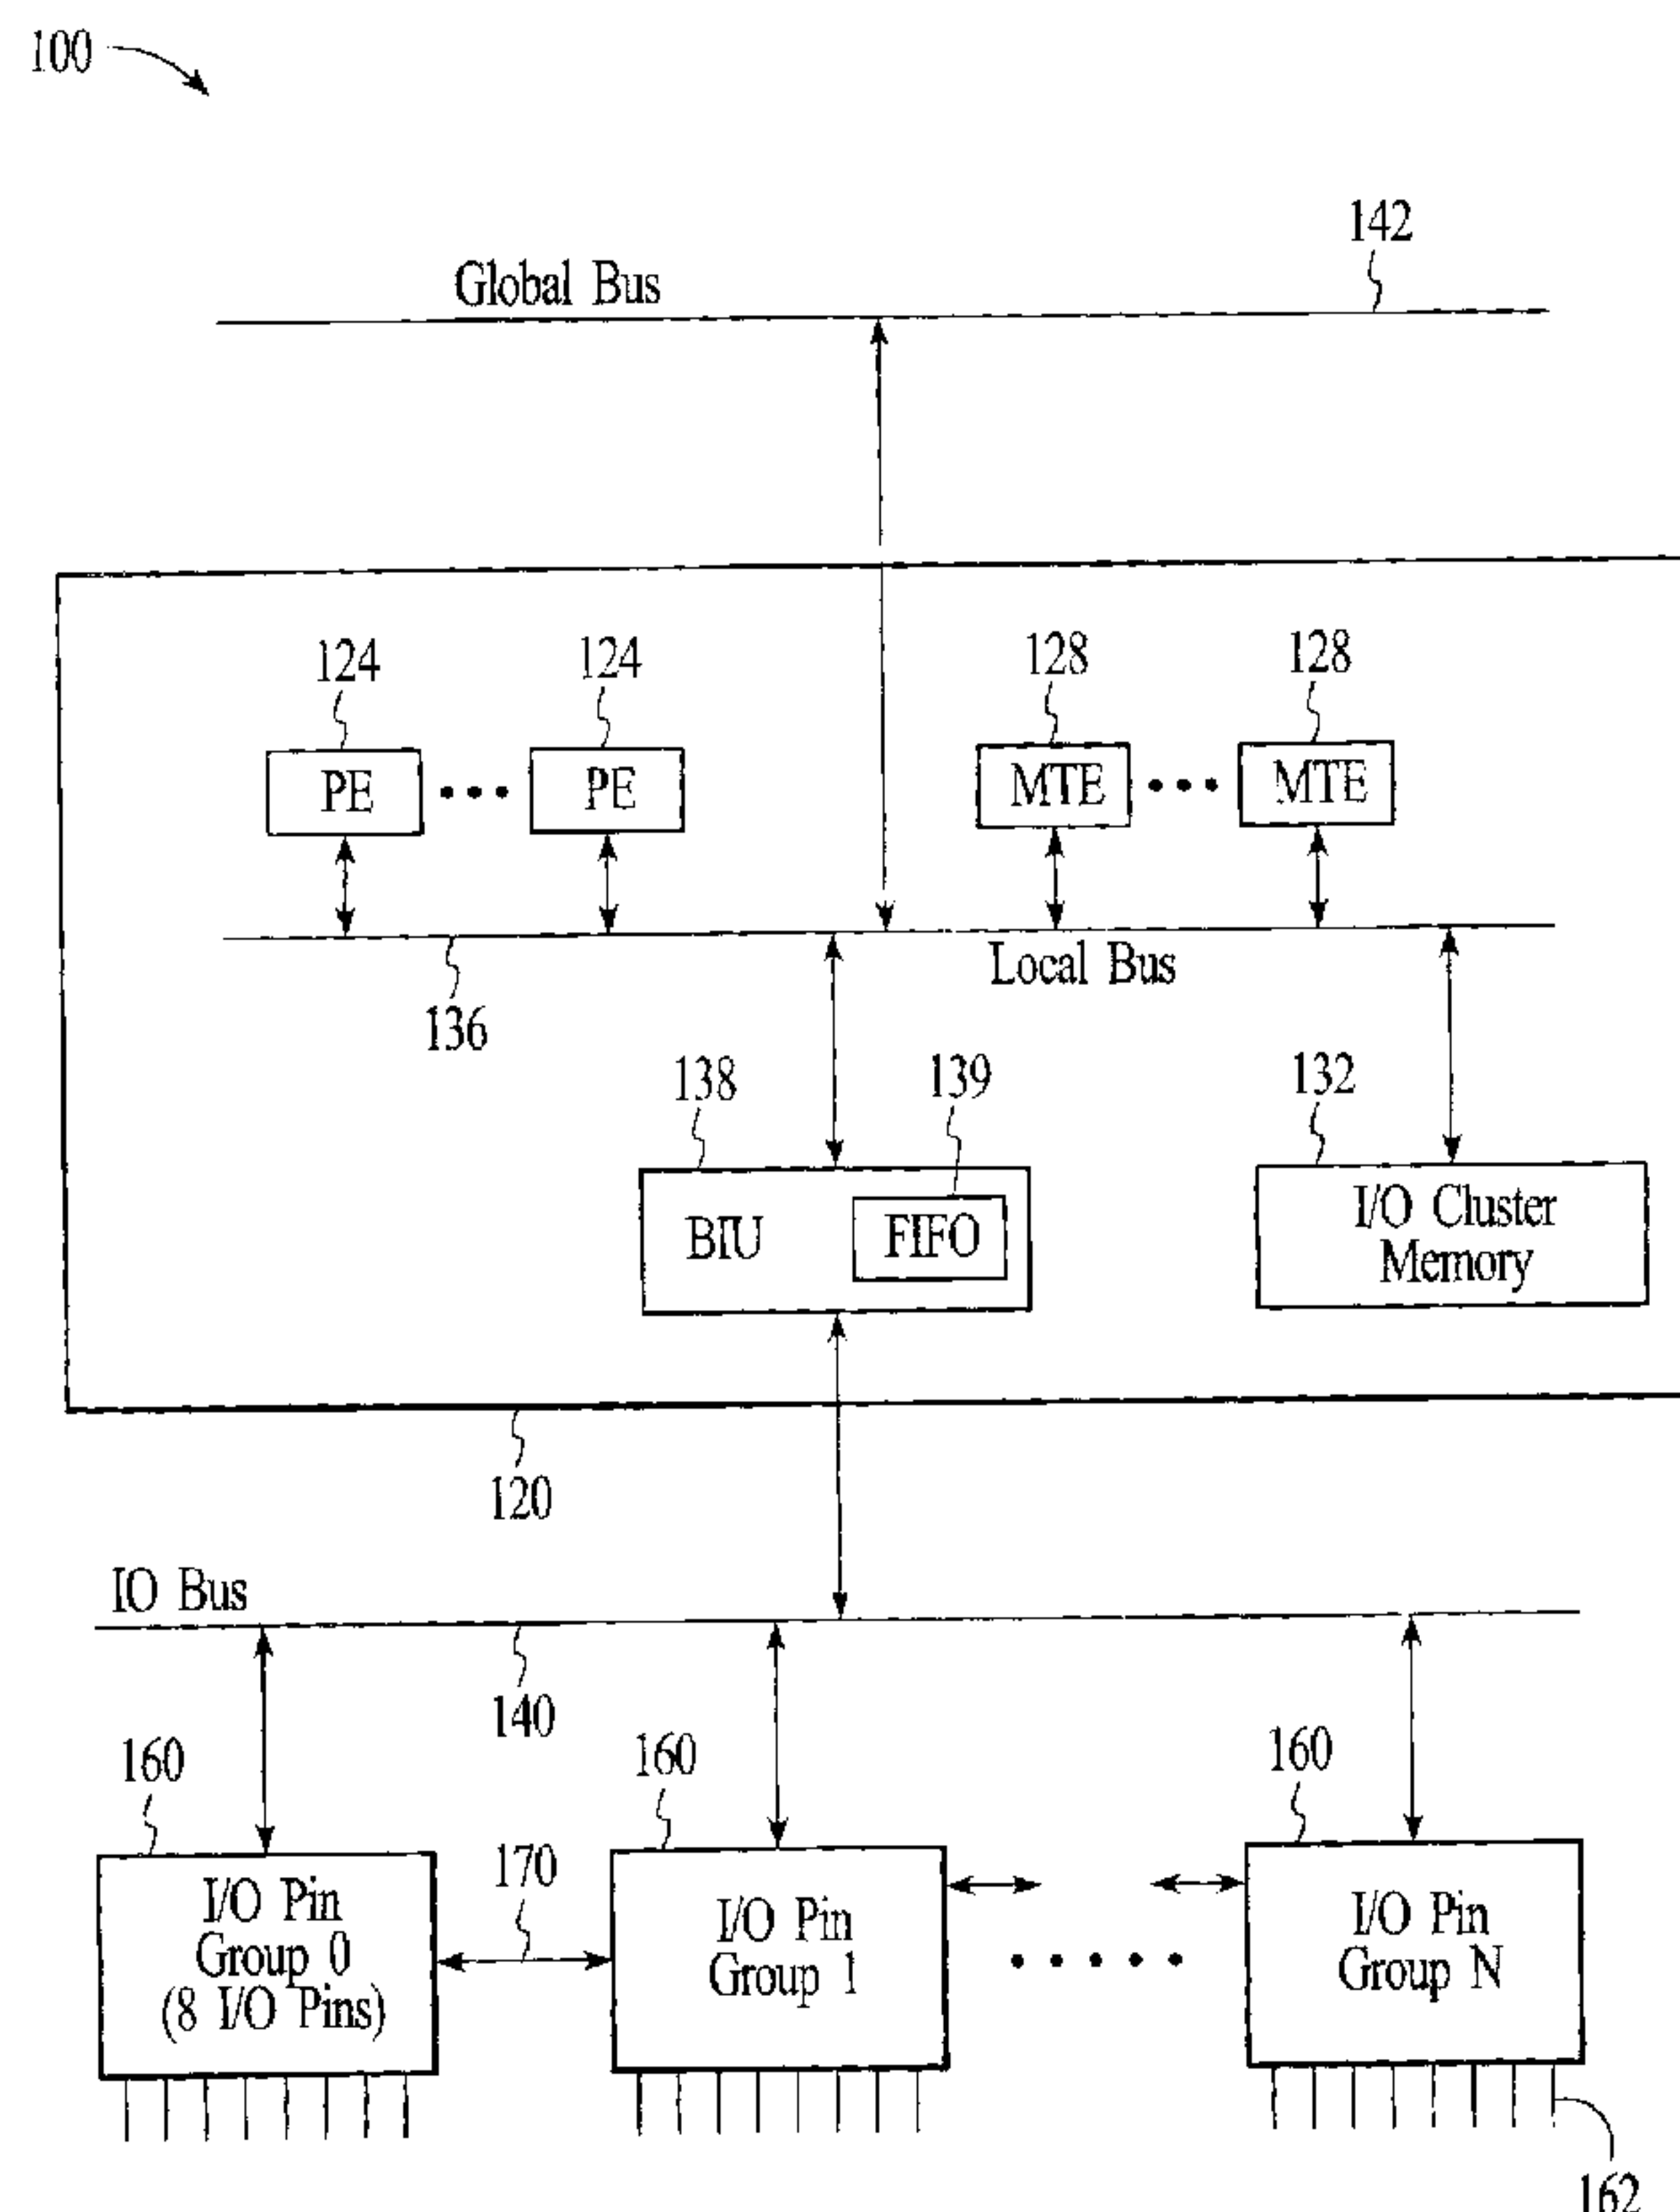 100
142
Global Bus
124
124
128
128
PE
PE
MTE
MTE
Local Bus
136
138
139
132
BIU
FIFO
I/O Cluster
Memory
120
IO Bus
140
160
160
160
170
I/O Pin
Group 0
(8 I/O Pins)
I/O Pin
Group 1
I/O Pin
Group N
162